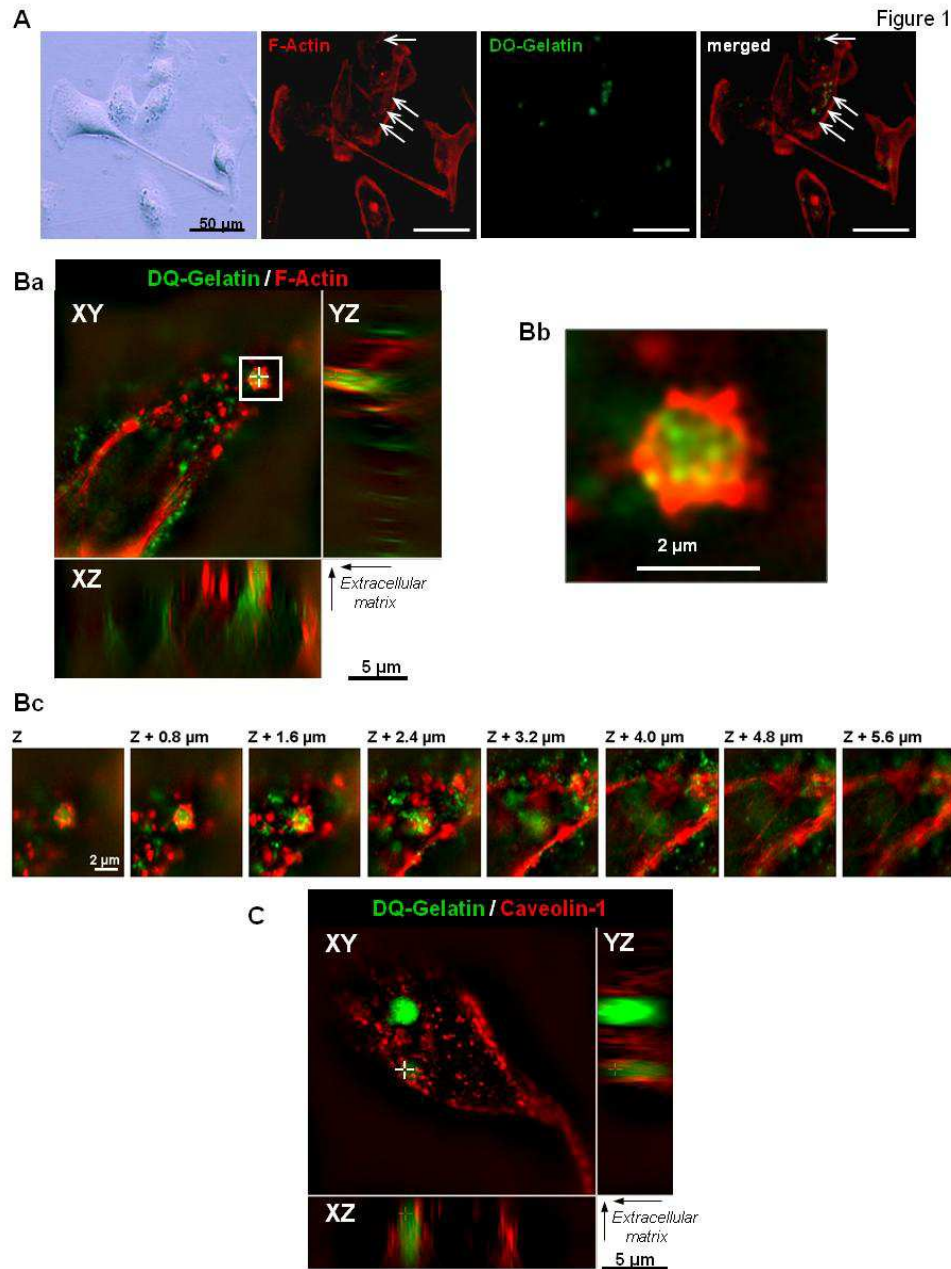 Figure 1
A
F-Actin
DQ-Gelatin
merged
50 µm
Ba
DQ-Gelatin / F-Actin
XY
YZ
XZ
Extracellular
matrix
5 µm
Bb
2 µm
Bc
Z
Z + 0.8 µm
Z + 1.6 µm
Z + 2.4 µm
Z + 3.2 µm
Z + 4.0 µm
Z + 4.8 µm
Z + 5.6 µm
2 µm
C
DQ-Gelatin / Caveolin-1
XY
YZ
XZ
Extracellular
matrix
5 µm